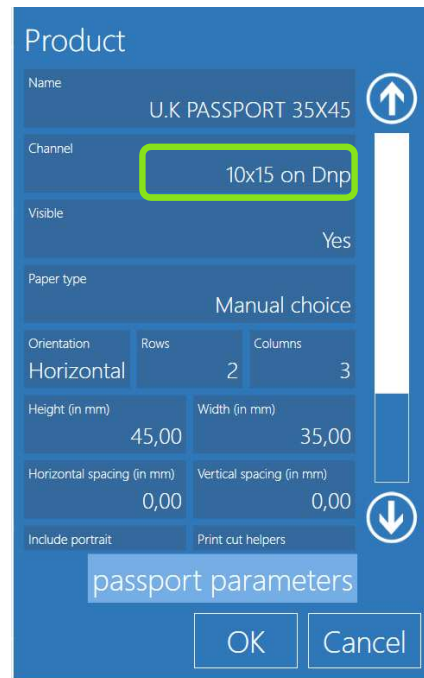 Product
Name
U.K PASSPORT 35X45
Channel
10x15 on Dnp
Visible
Yes
Paper type
Manual choice
Orientation Rows Columns
Horizontal 2 3
Height (in mm) Width (in mm)
45,00 35,00
Horizontal spacing (in mm) Vertical spacing (in mm)
0,00 0,00
Include portrait Print cut helpers
passport parameters
OK Cancel